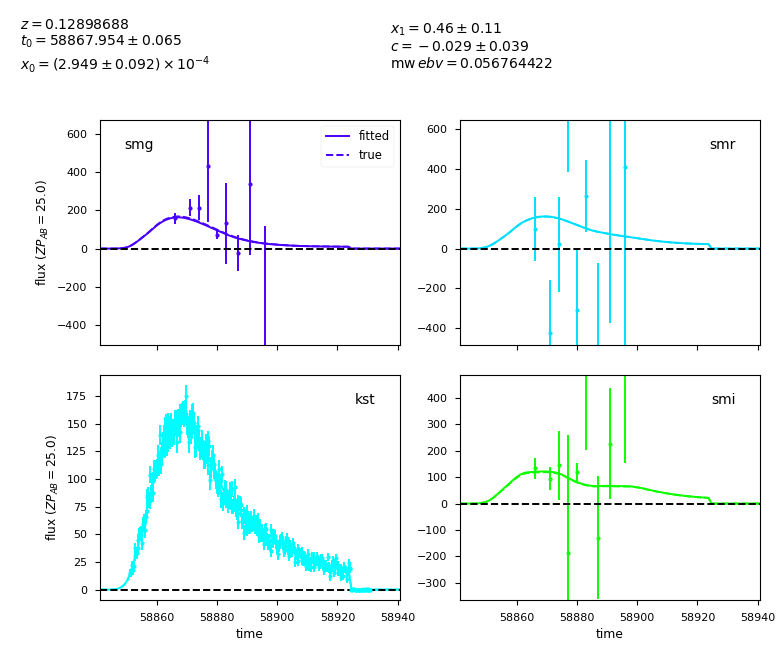 z = 0.12898688
t₀ = 58867.954 ± 0.065
x₀ = (2.949 ± 0.092) × 10⁻⁴
x₁ = 0.46 ± 0.11
c = −0.029 ± 0.039
mw ebv = 0.056764422
smg
fitted
true
600
400
200
0
−200
−400
flux (ZP_AB = 25.0)
smr
600
400
200
0
−200
−400
kst
175
150
125
100
75
50
25
0
flux (ZP_AB = 25.0)
58860 58880 58900 58920 58940
time
smi
400
300
200
100
0
−100
−200
−300
58860 58880 58900 58920 58940
time